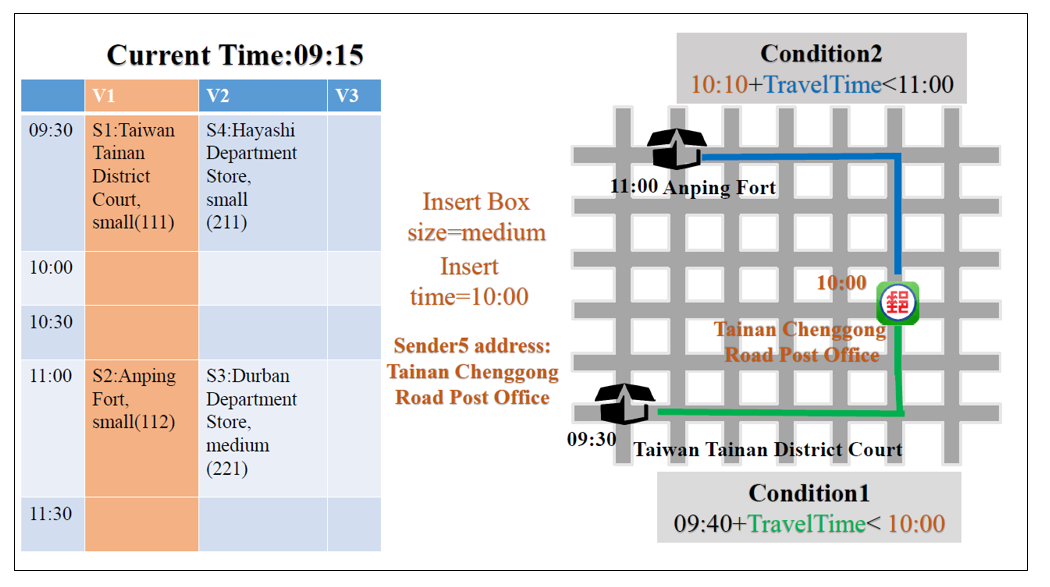 Current Time:09:15
V1
V2
V3
09:30
S1:Taiwan
Tainan
District
Court,
small(111)
S4:Hayashi
Department
Store,
small
(211)
10:00
10:30
11:00
S2:Anping
Fort,
small(112)
S3:Durban
Department
Store,
medium
(221)
11:30
Insert Box
size=medium
Insert
time=10:00
Sender5 address:
Tainan Chenggong
Road Post Office
Condition2
10:10+TravelTime<11:00
11:00 Anping Fort
10:00
郵
Tainan Chenggong
Road Post Office
09:30
Taiwan Tainan District Court
Condition1
09:40+TravelTime< 10:00